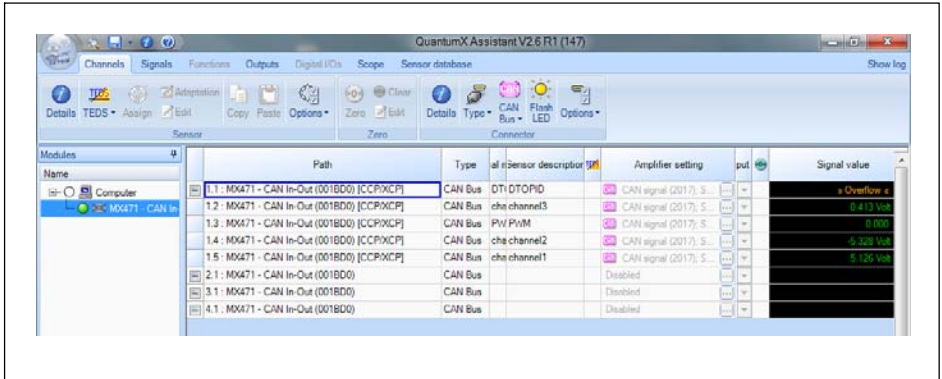 QuantumX Assistant V2.6 R1 (147)
Channels Signals Functions Outputs Digital I/Os Scope Sensor database Show log
Adaptation Clear
Details TEDS Assign Edit Copy Paste Options Zero Edit Details Type CAN Bus Flash LED Options
Sensor Zero Connector
Modules
Name
Computer
MX471 - CAN In-
Path Type al n Sensor description Amplifier setting put Signal value
1.1 : MX471 - CAN In-Out (001BD0) [CCP/XCP] CAN Bus DT( DTOPID CAN signal (2017); S... ... » Overflow «
1.2 : MX471 - CAN In-Out (001BD0) [CCP/XCP] CAN Bus cha channel3 CAN signal (2017); S... ... 0.413 Volt
1.3 : MX471 - CAN In-Out (001BD0) [CCP/XCP] CAN Bus PW PWM CAN signal (2017); S... ... 0.000
1.4 : MX471 - CAN In-Out (001BD0) [CCP/XCP] CAN Bus cha channel2 CAN signal (2017); S... ... -5.328 Volt
1.5 : MX471 - CAN In-Out (001BD0) [CCP/XCP] CAN Bus cha channel1 CAN signal (2017); S... ... 5.126 Volt
2.1 : MX471 - CAN In-Out (001BD0) CAN Bus Disabled ...
3.1 : MX471 - CAN In-Out (001BD0) CAN Bus Disabled ...
4.1 : MX471 - CAN In-Out (001BD0) CAN Bus Disabled ...